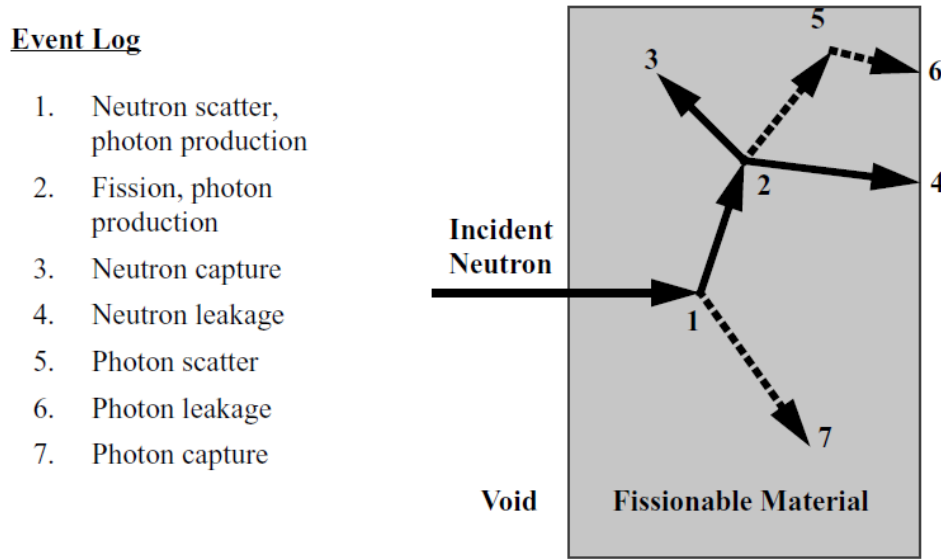 Event Log
1. Neutron scatter,
photon production
2. Fission, photon
production
3. Neutron capture
4. Neutron leakage
5. Photon scatter
6. Photon leakage
7. Photon capture
Incident
Neutron
5
3
6
2
4
1
7
Void
Fissionable Material